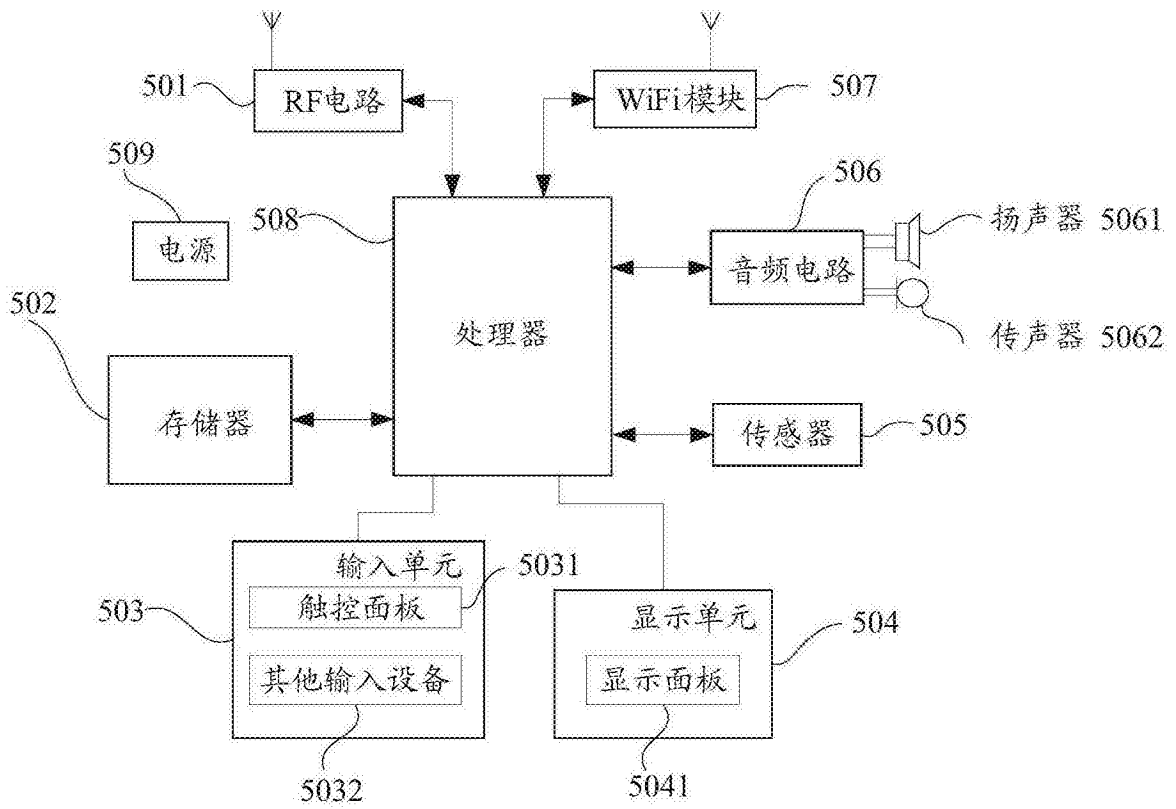 501
RF电路
WiFi模块
507
509
电源
508
506
扬声器 5061
音频电路
传声器 5062
502
处理器
存储器
传感器
505
输入单元
5031
503
触控面板
其他输入设备
5032
显示单元
504
显示面板
5041